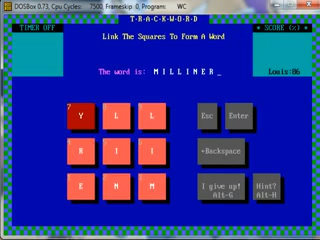 DOSBox 0.73, Cpu Cycles: 7500, Frameskip 0, Program: WC
T·R·A·C·K·W·O·R·D
TIMER OFF
* SCORE (%) *
Link The Squares To Form A Word
The word is: M I L L I N E R _
Louis:86
7 Y L L
R I I
E N M
Esc Enter
←Backspace
I give up!
Alt-G
Hint?
Alt-H